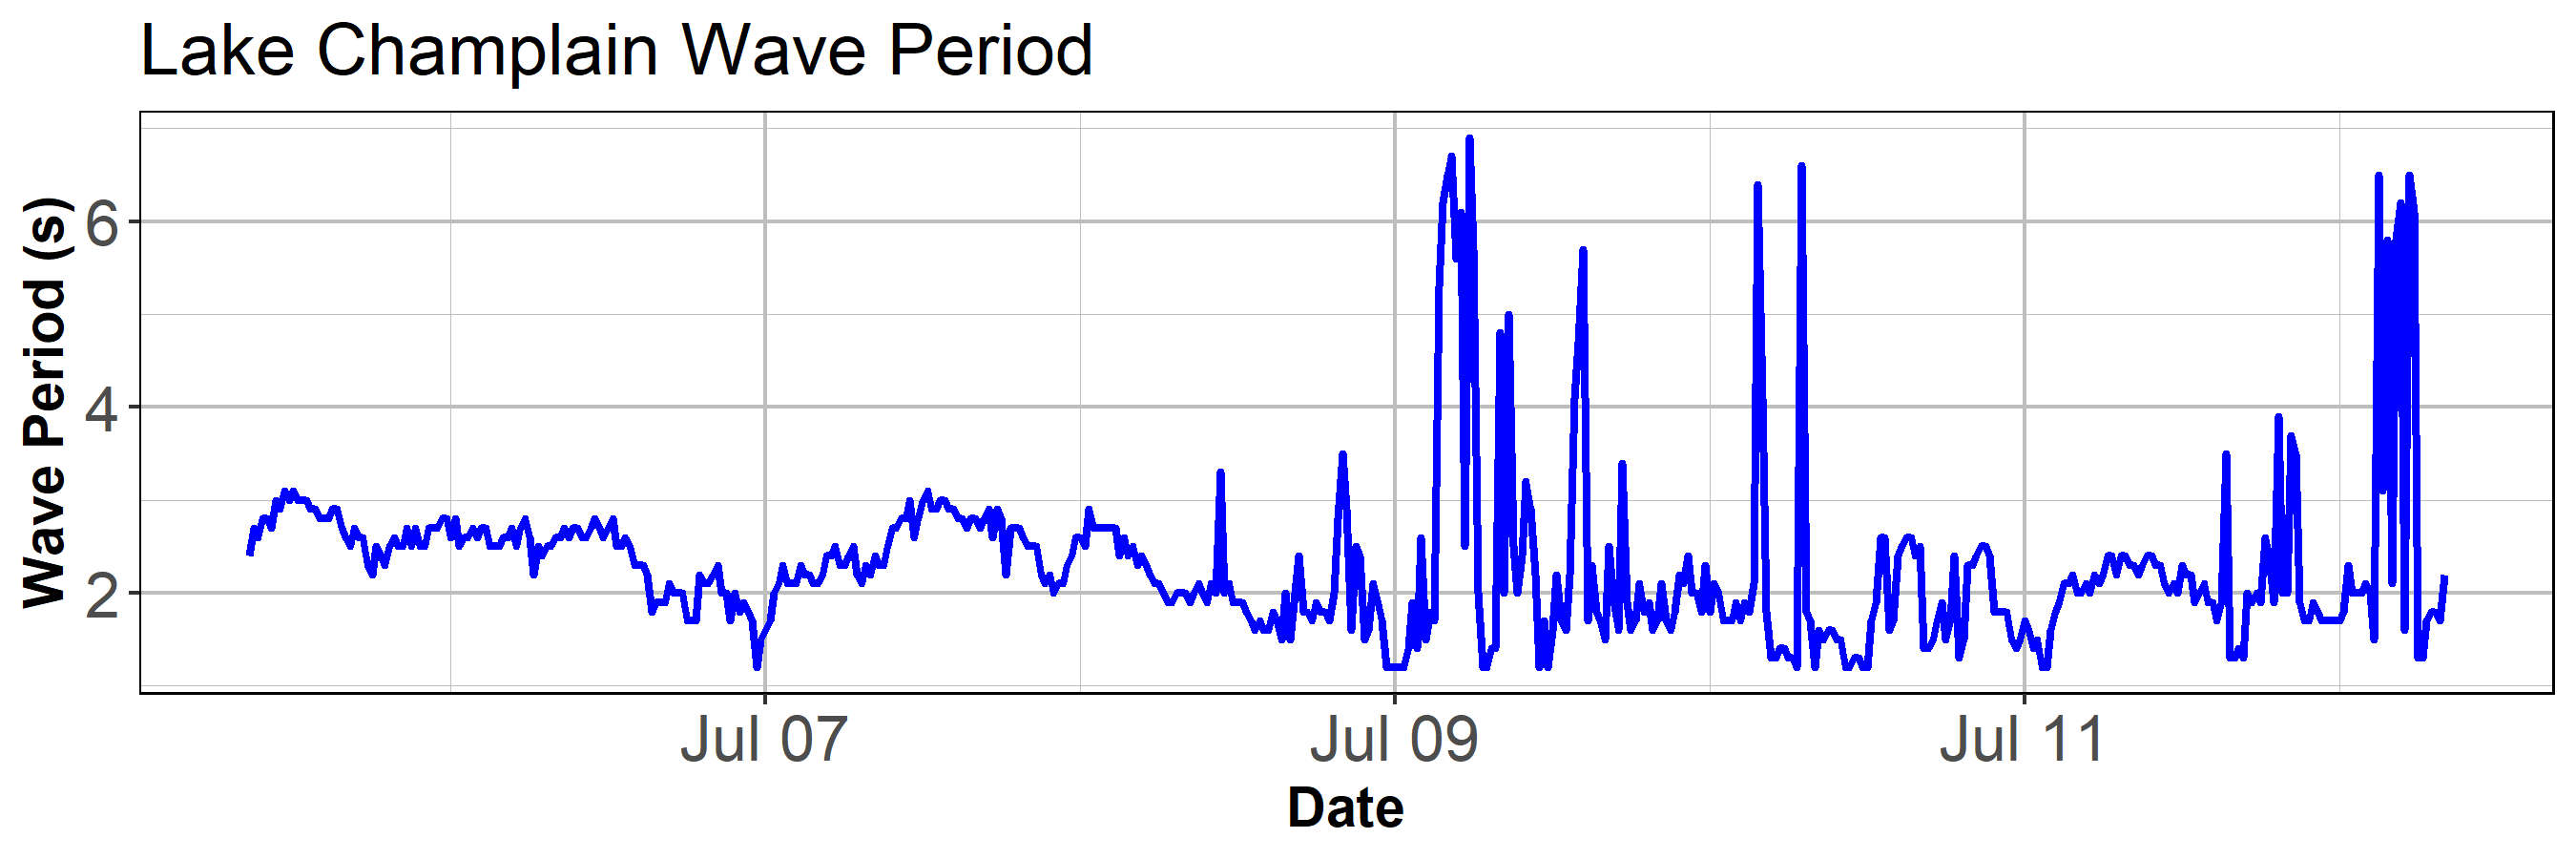 Lake Champlain Wave Period
Wave Period (s)
6
4
2
Jul 07
Jul 09
Jul 11
Date